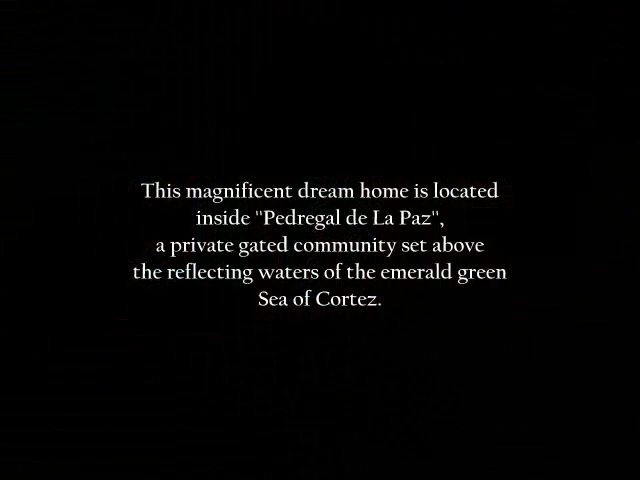 This magnificent dream home is located
inside "Pedregal de La Paz",
a private gated community set above
the reflecting waters of the emerald green
Sea of Cortez.